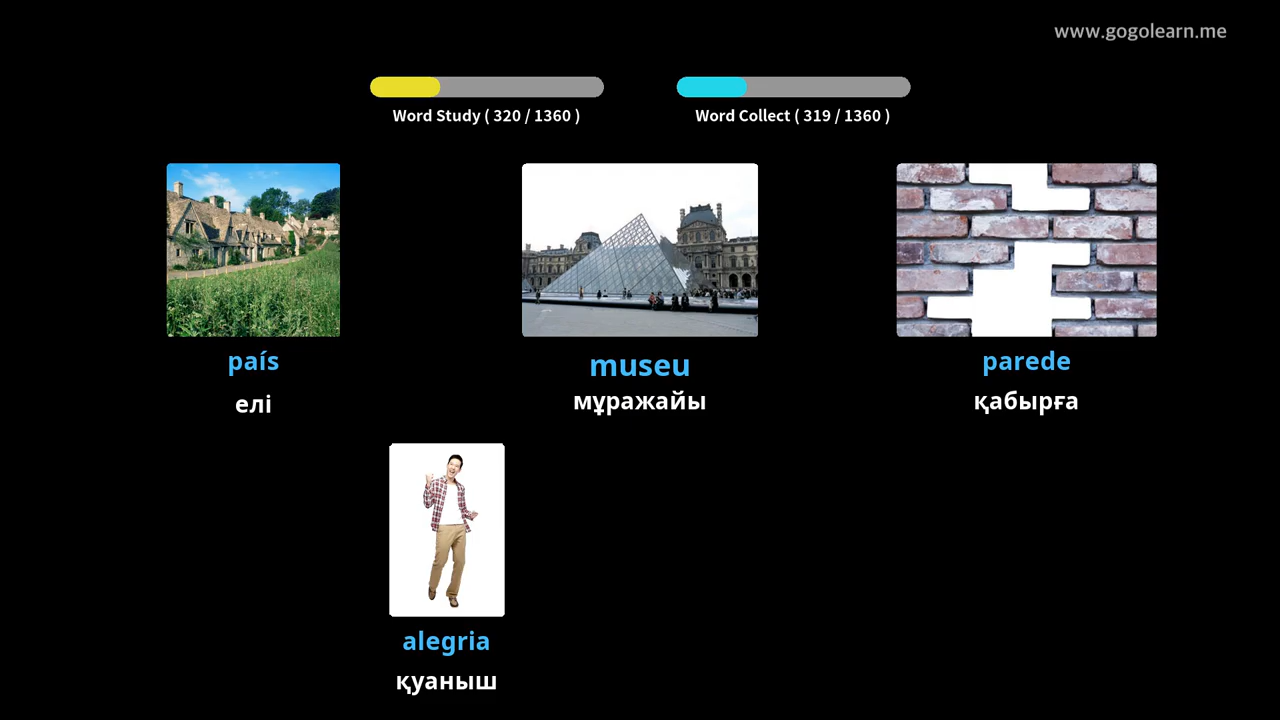 www.gogolearn.me
Word Study ( 320 / 1360 )
Word Collect ( 319 / 1360 )
país
елі
museu
мұражайы
parede
қабырға
alegria
қуаныш